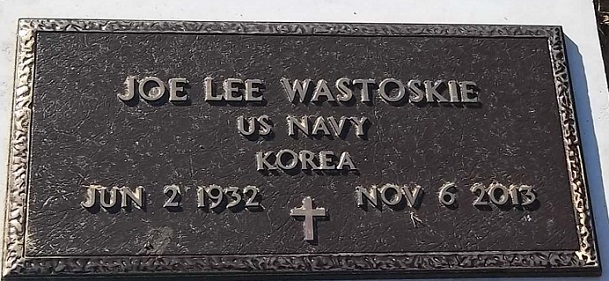 JOE LEE WASTOSKIE
US NAVY
KOREA
JUN 2 1932 NOV 6 2013